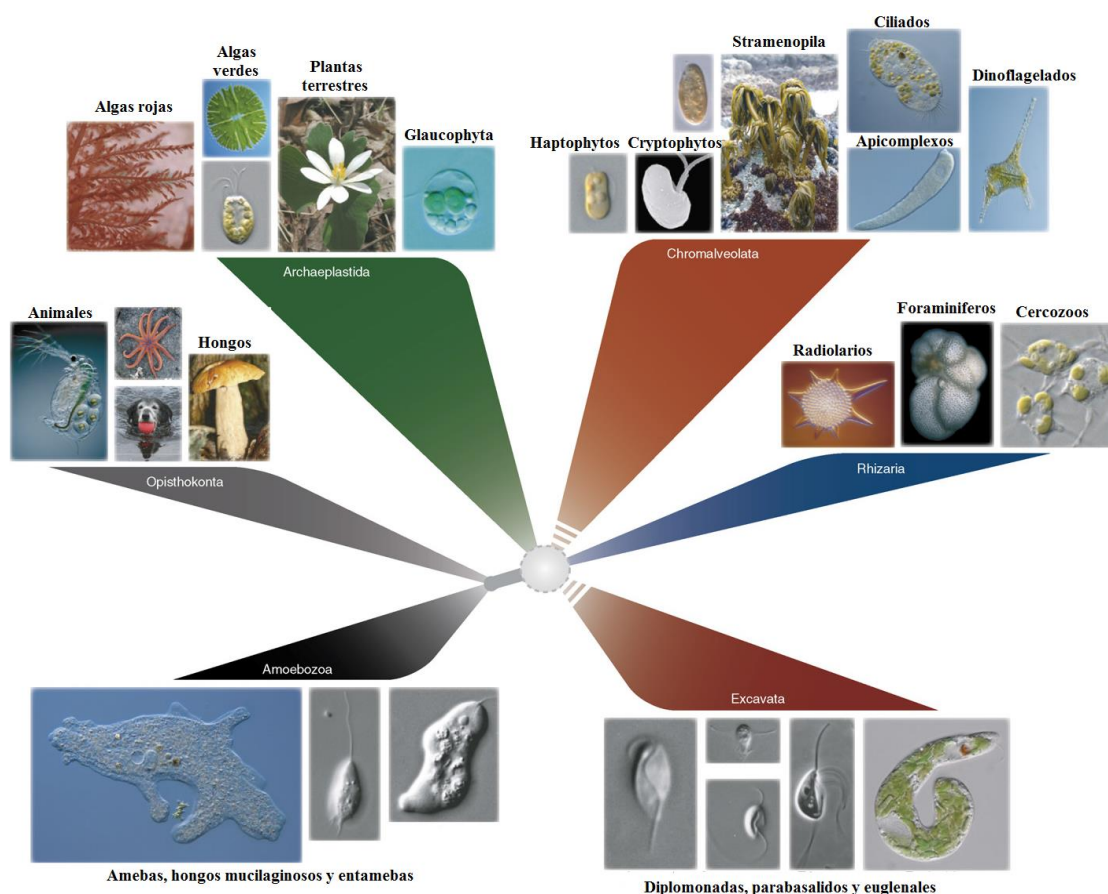 Algas
verdes
Plantas
terrestres
Algas rojas
Glaucophyta
Archaeplastida
Ciliados
Stramenopila
Dinoflagelados
Haptophytos
Cryptophytos
Apicomplexos
Chromalveolata
Animales
Hongos
Opisthokonta
Foraminiferos
Cercozoos
Radiolarios
Rhizaria
Amoebozoa
Amebas, hongos mucilaginosos y entamebas
Excavata
Diplomonadas, parabasalidos y euglenales